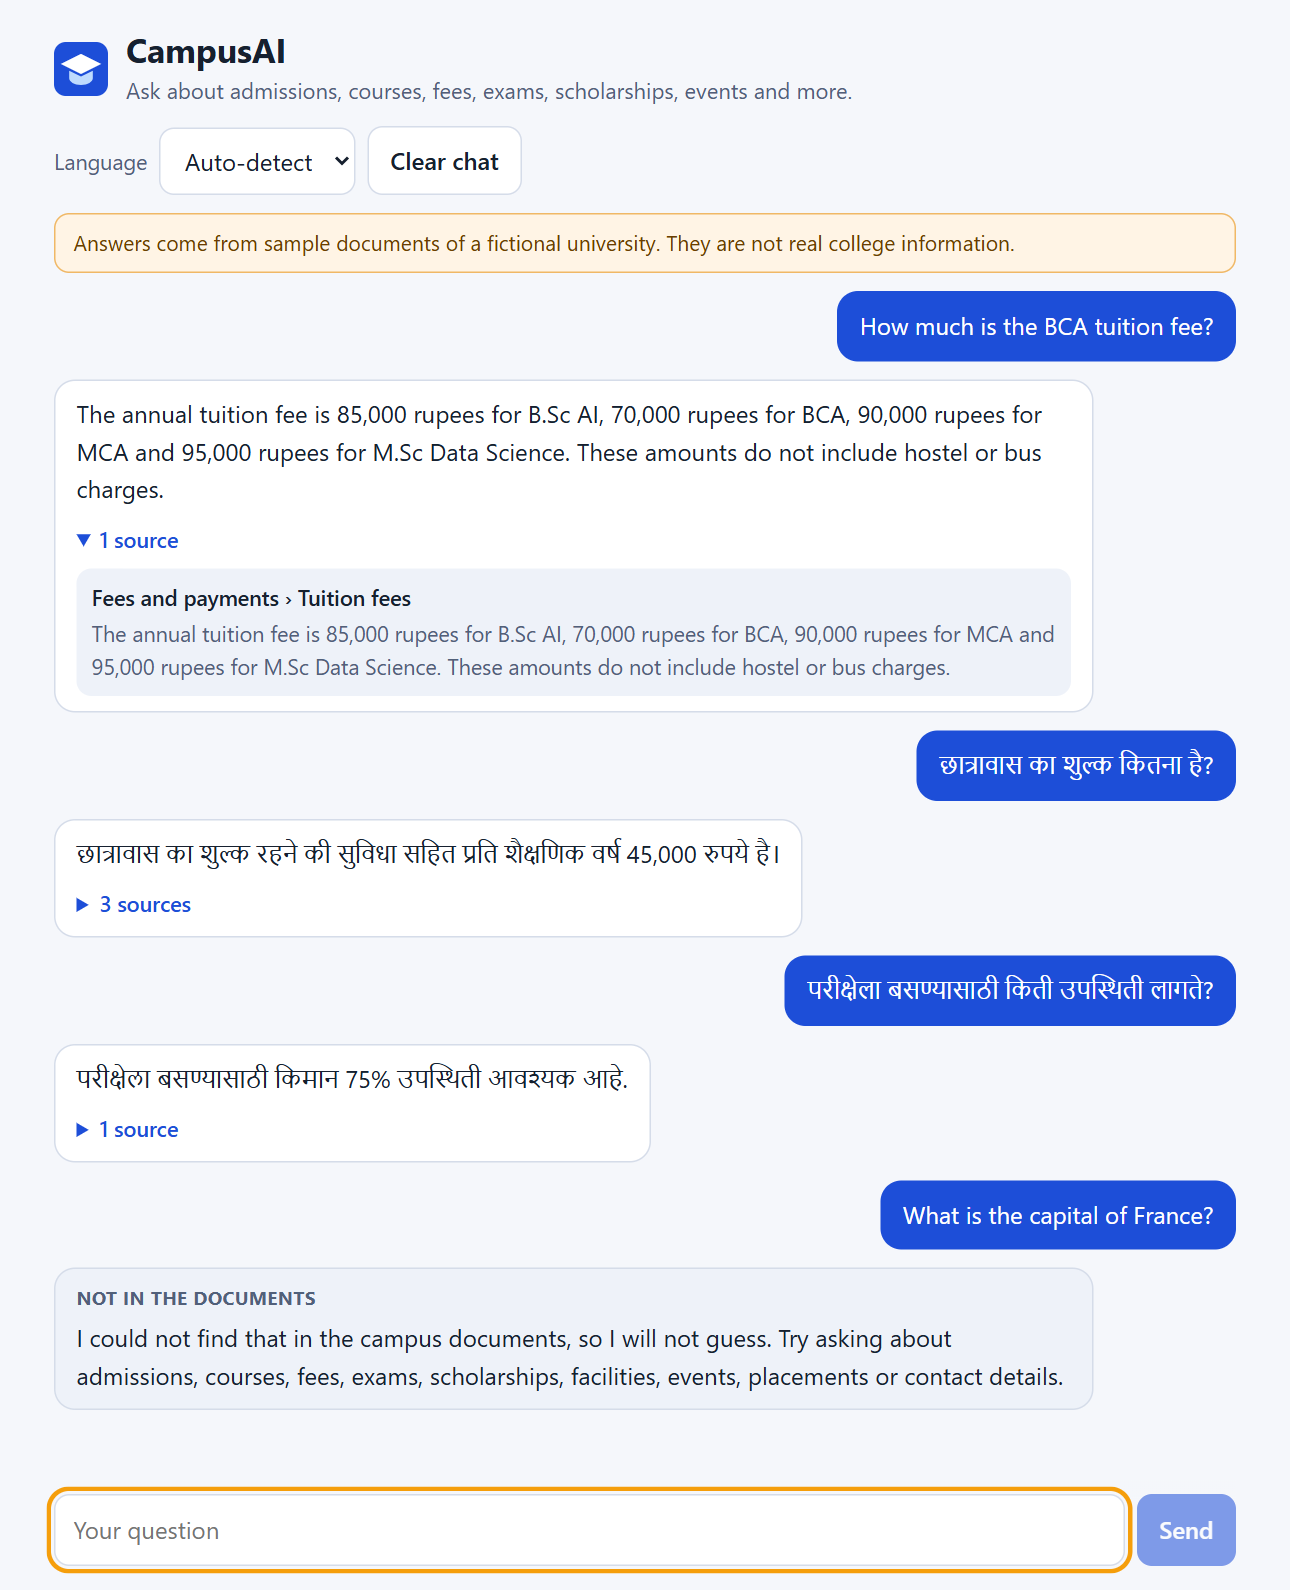 CampusAI
Ask about admissions, courses, fees, exams, scholarships, events and more.
Language
Auto-detect
Clear chat
Answers come from sample documents of a fictional university. They are not real college information.
How much is the BCA tuition fee?
The annual tuition fee is 85,000 rupees for B.Sc AI, 70,000 rupees for BCA, 90,000 rupees for
MCA and 95,000 rupees for M.Sc Data Science. These amounts do not include hostel or bus
charges.
▼ 1 source
Fees and payments › Tuition fees
The annual tuition fee is 85,000 rupees for B.Sc AI, 70,000 rupees for BCA, 90,000 rupees for MCA and
95,000 rupees for M.Sc Data Science. These amounts do not include hostel or bus charges.
छात्रावास का शुल्क कितना है?
छात्रावास का शुल्क रहने की सुविधा सहित प्रति शैक्षणिक वर्ष 45,000 रुपये है।
▶ 3 sources
परीक्षेला बसण्यासाठी किती उपस्थिती लागते?
परीक्षेला बसण्यासाठी किमान 75% उपस्थिती आवश्यक आहे.
▶ 1 source
What is the capital of France?
NOT IN THE DOCUMENTS
I could not find that in the campus documents, so I will not guess. Try asking about
admissions, courses, fees, exams, scholarships, facilities, events, placements or contact details.
Your question
Send